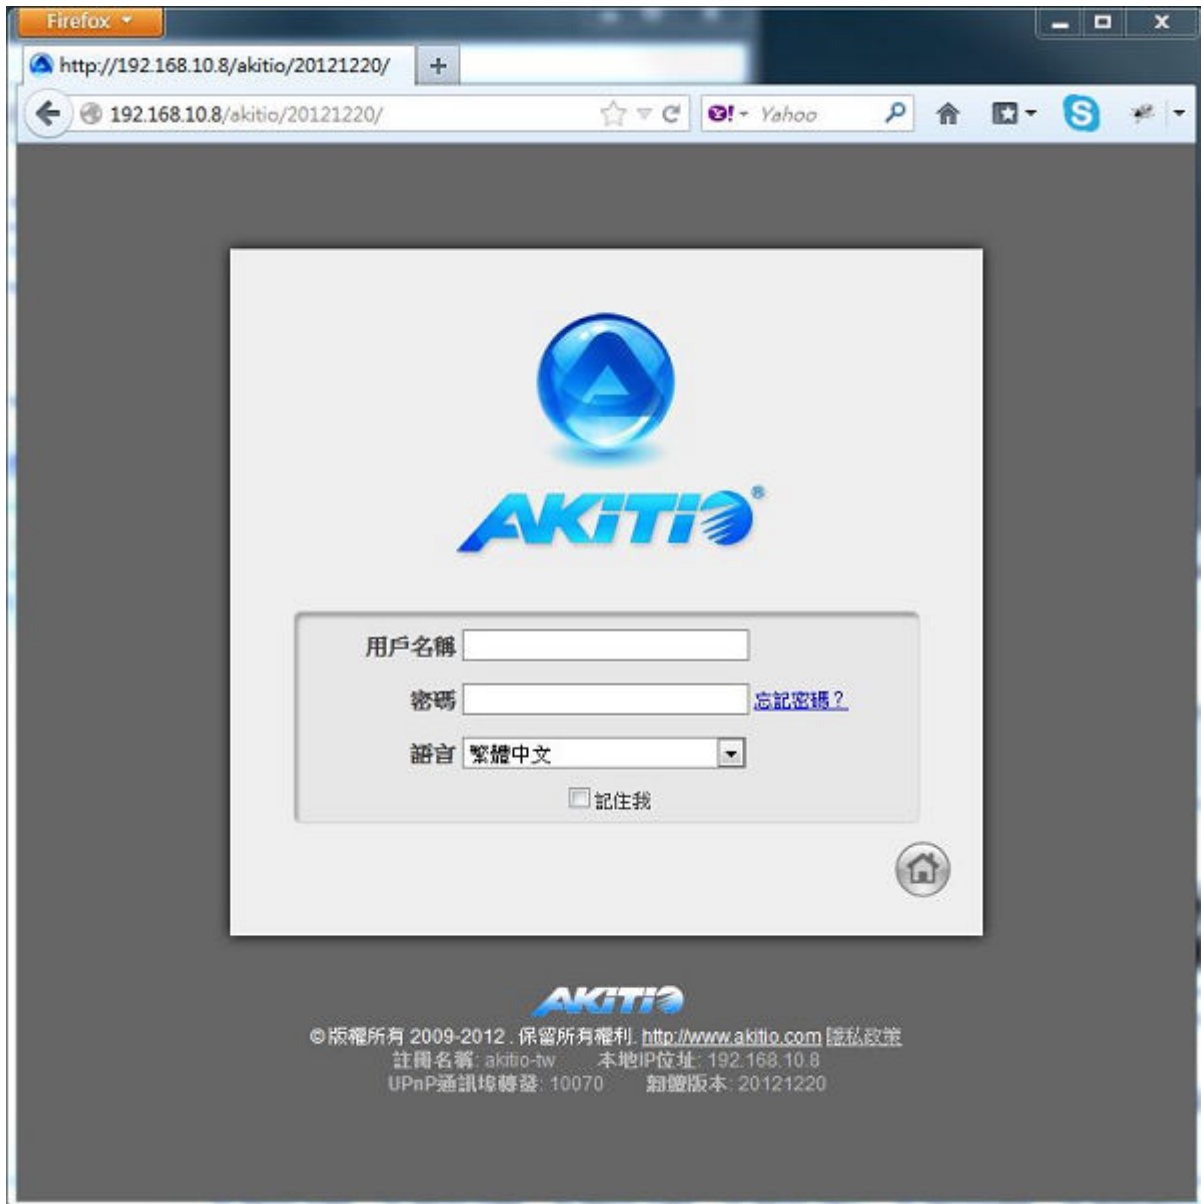 Firefox
http://192.168.10.8/akitio/20121220/
192.168.10.8/akitio/20121220/ Yahoo
AKiTiO®
用戶名稱
密碼 忘記密碼？
語言 繁體中文
記住我
AKiTiO
©版權所有 2009-2012 . 保留所有權利. http://www.akitio.com 隱私政策
註冊名稱: akitio-tw 本地IP位址: 192.168.10.8
UPnP通訊埠轉發: 10070 韌體版本: 20121220